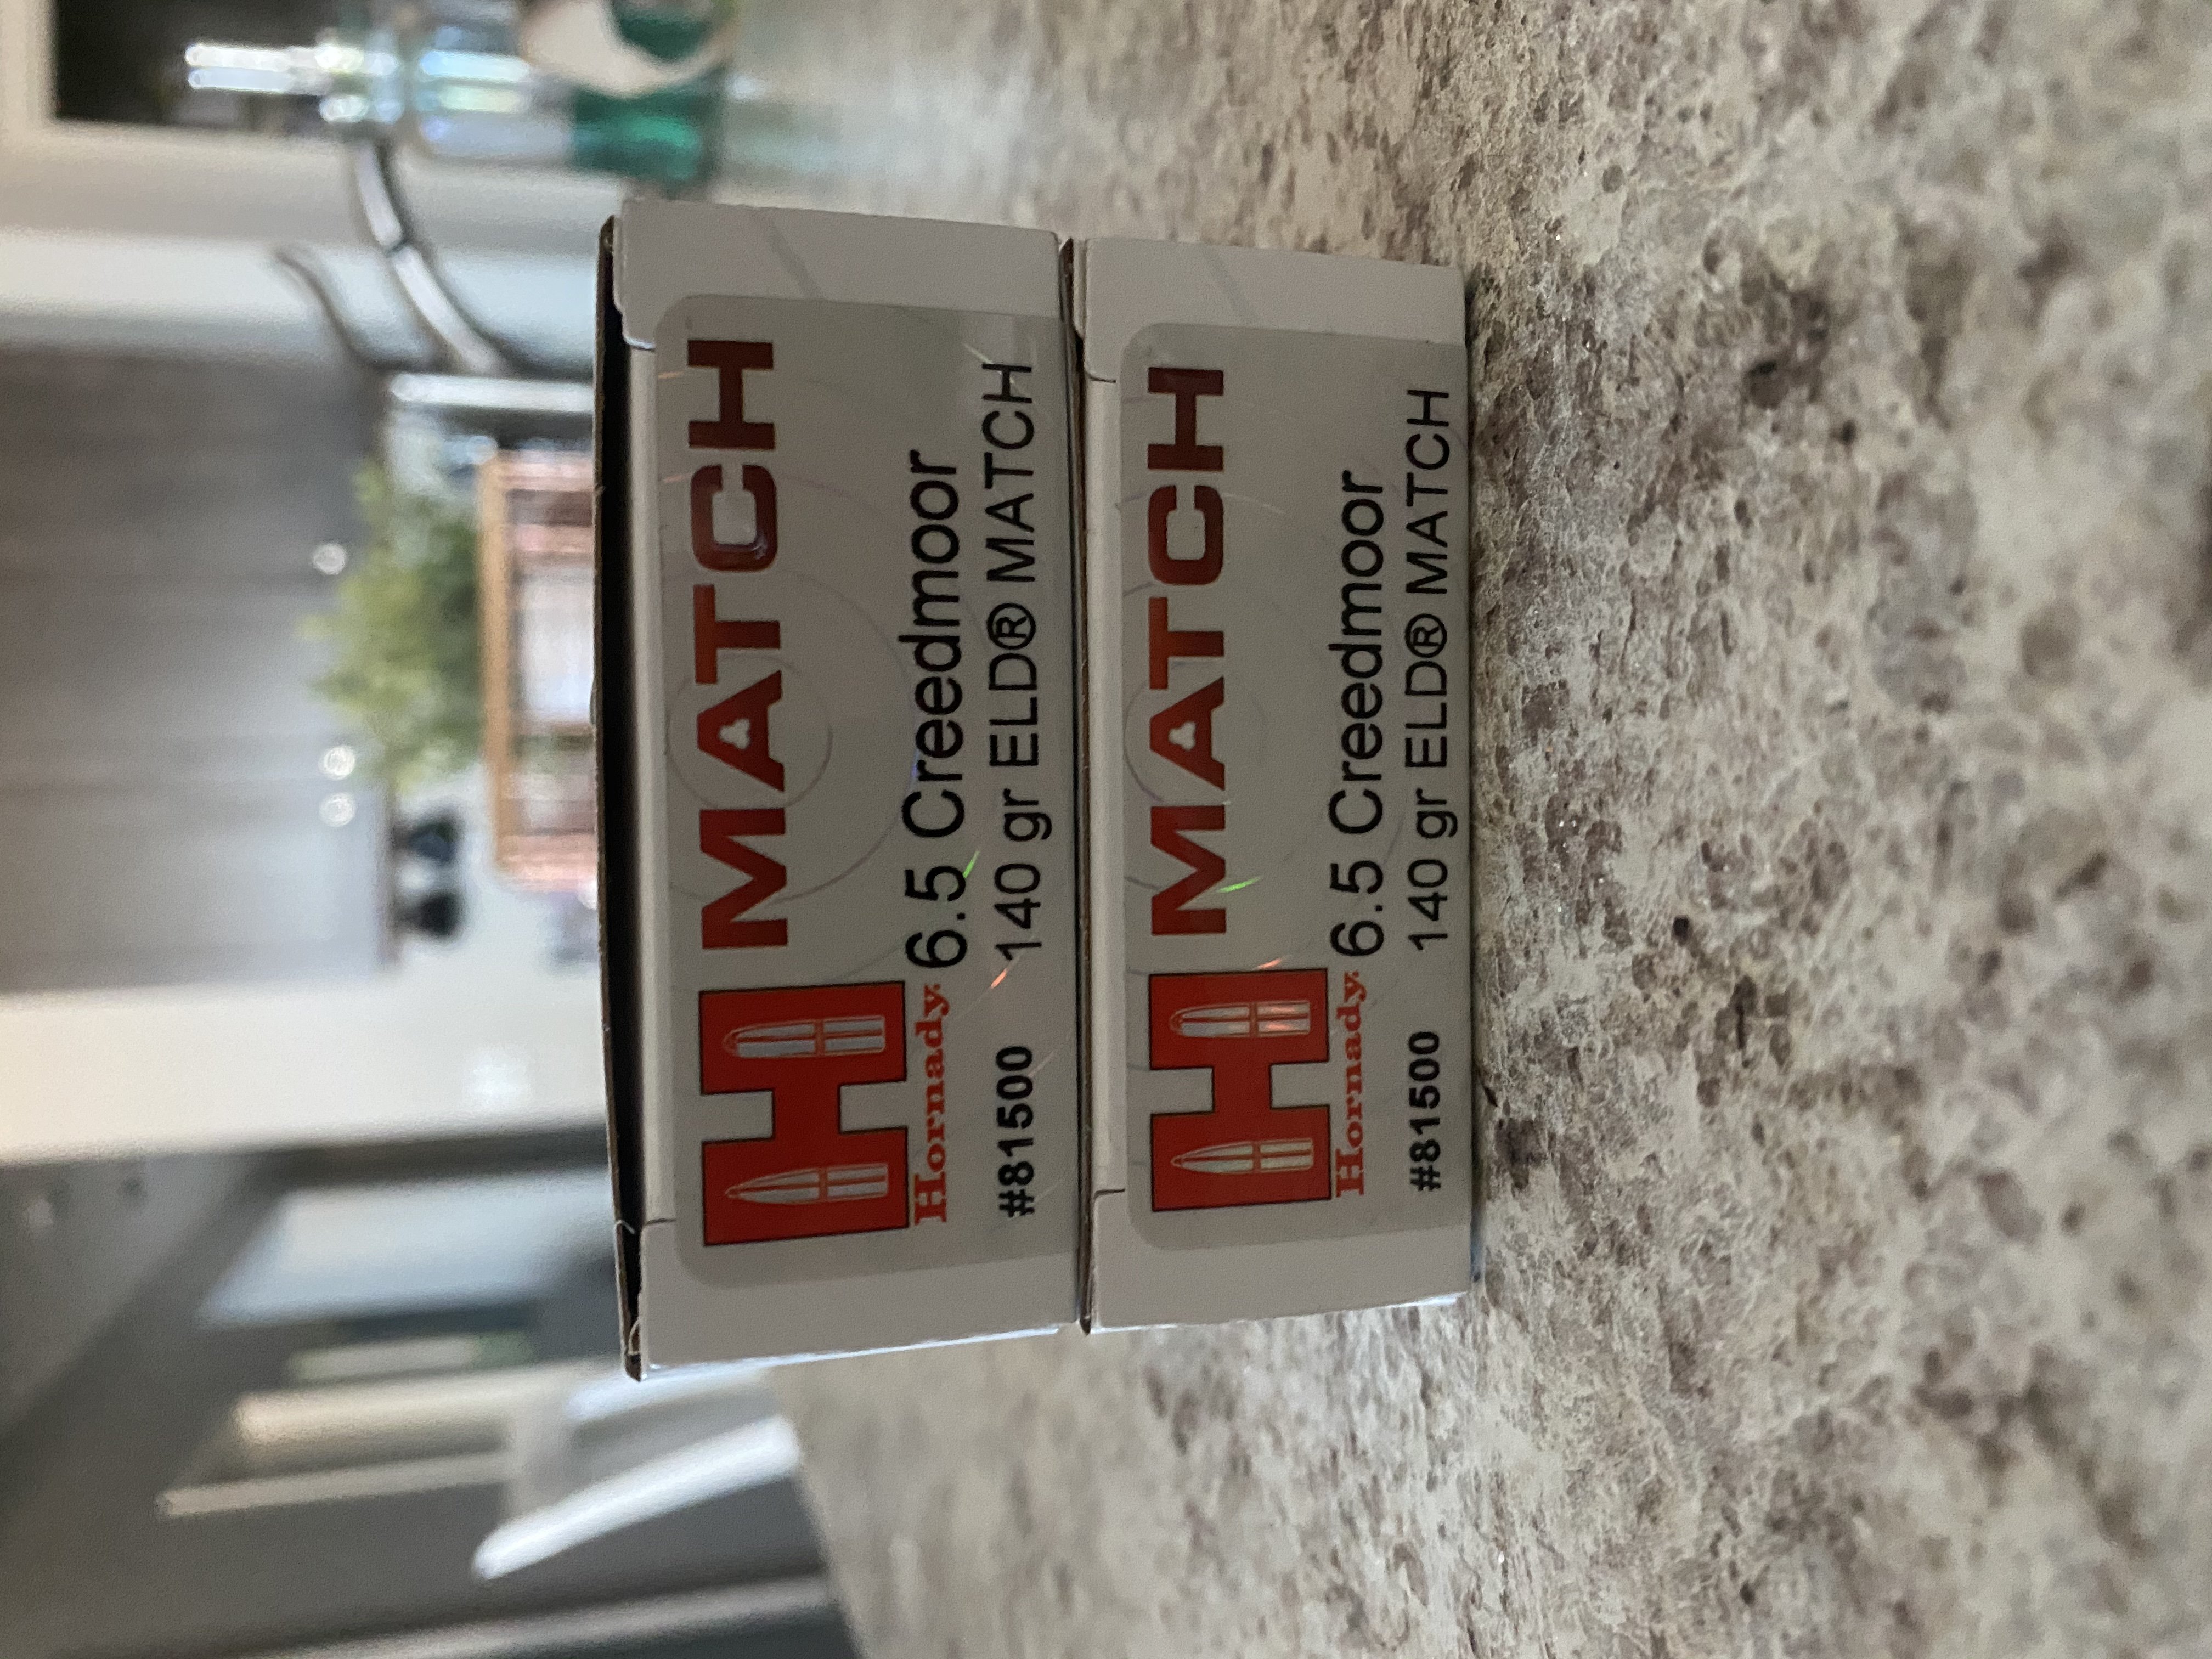 MATCH
Hornady.
6.5 Creedmoor
#81500 140 gr ELD® MATCH
MATCH
Hornady.
6.5 Creedmoor
#81500 140 gr ELD® MATCH